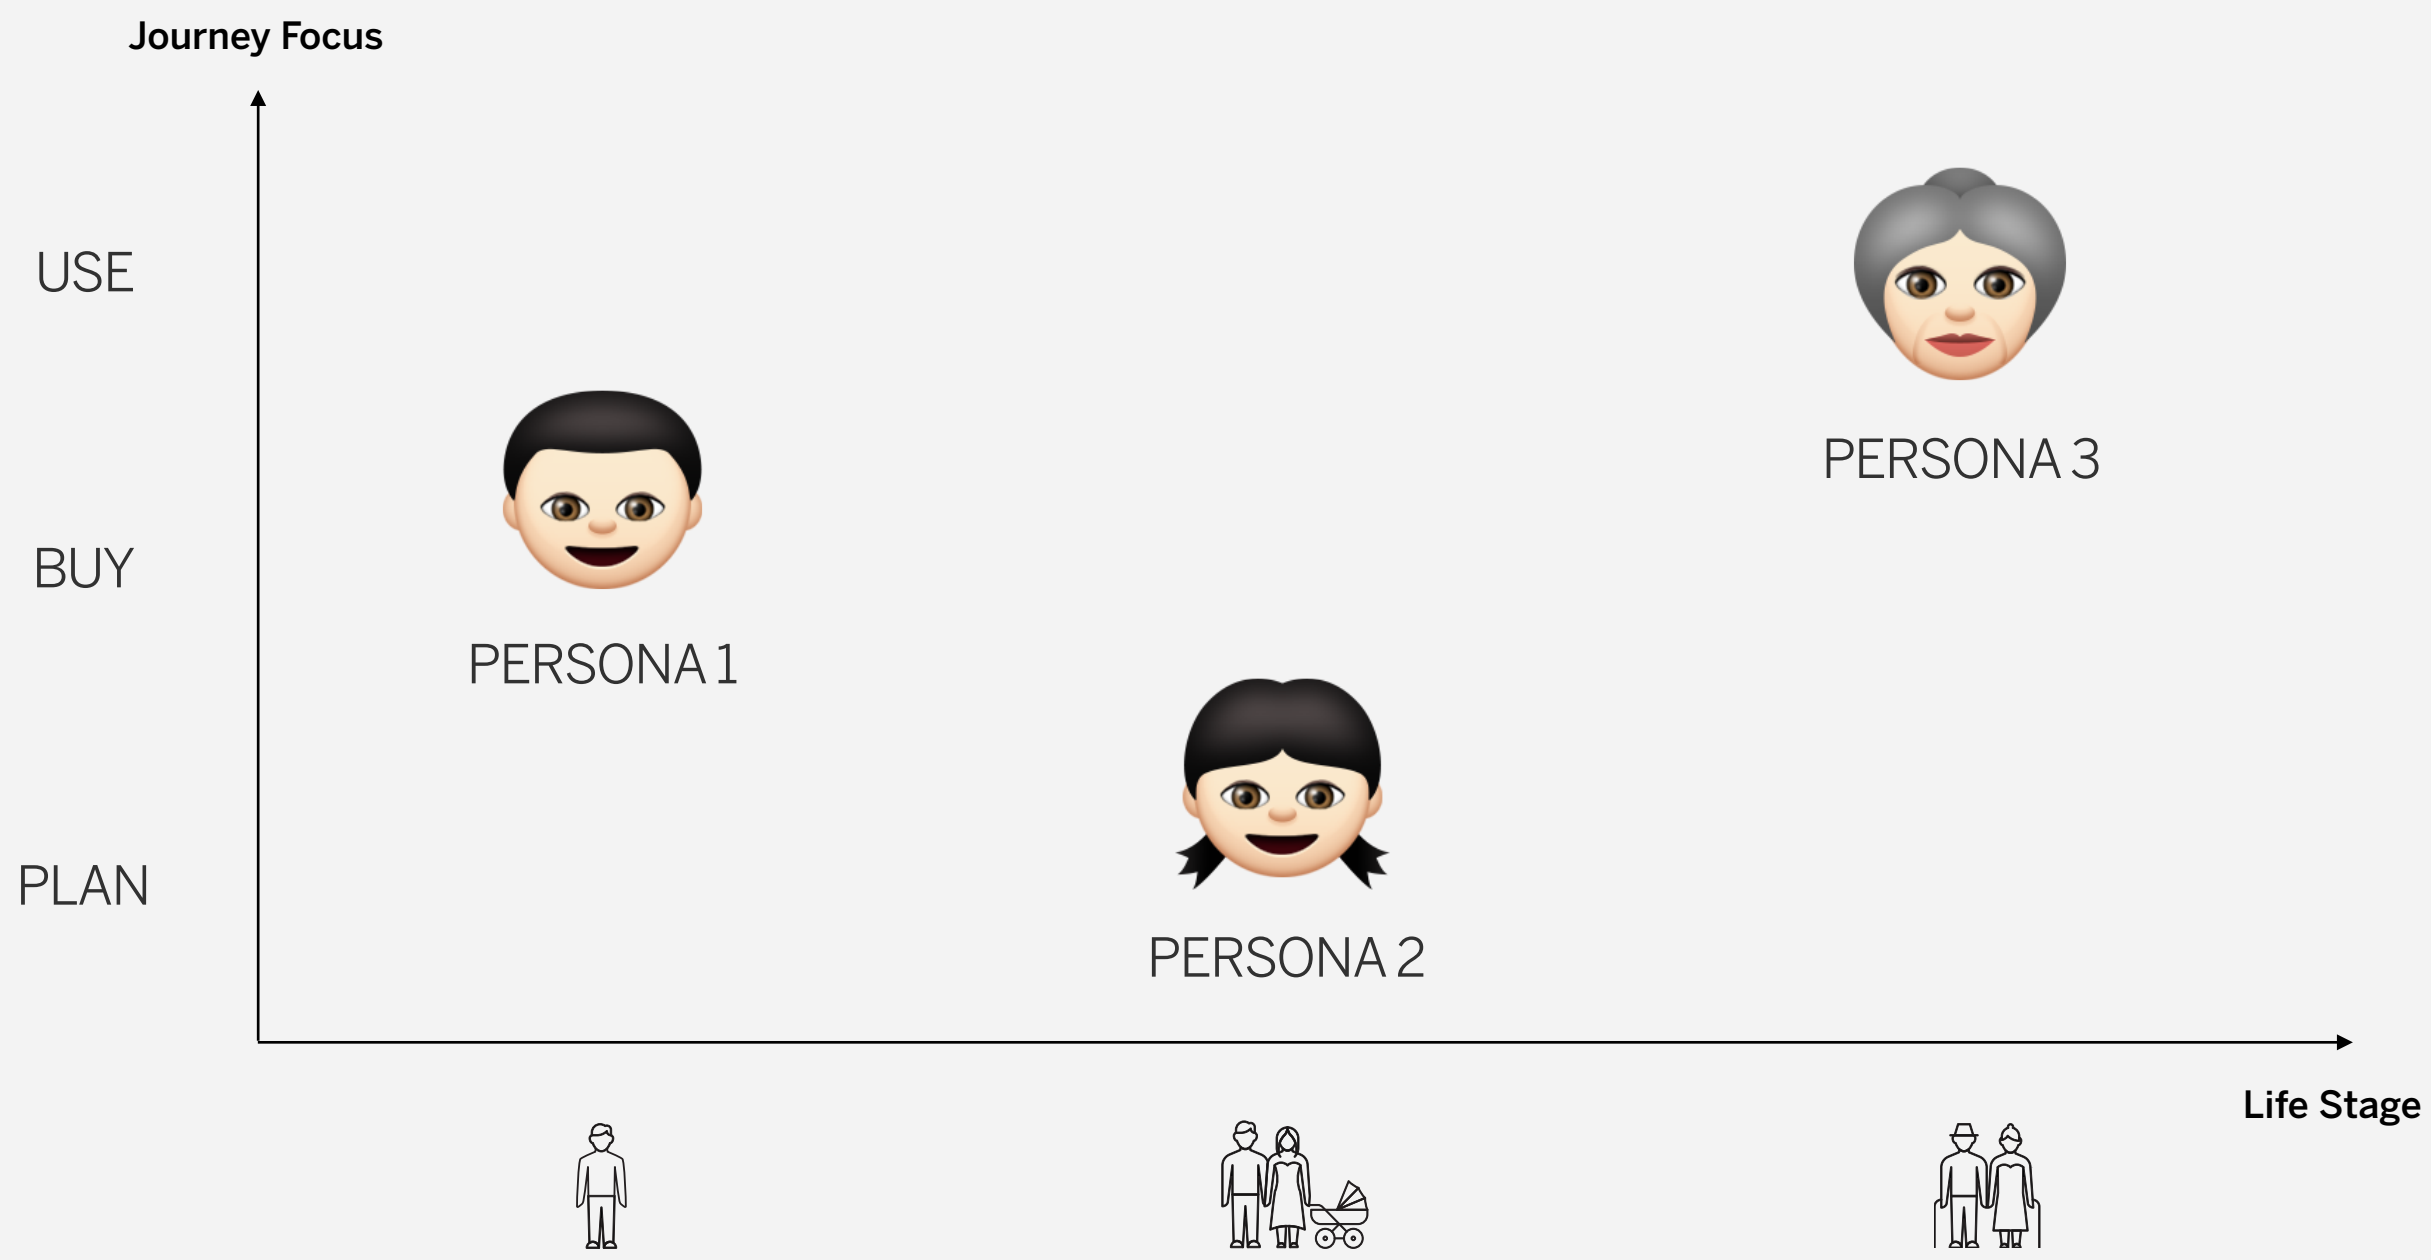 Journey Focus
USE
PERSONA 3
BUY
PERSONA 1
PLAN
PERSONA 2
Life Stage